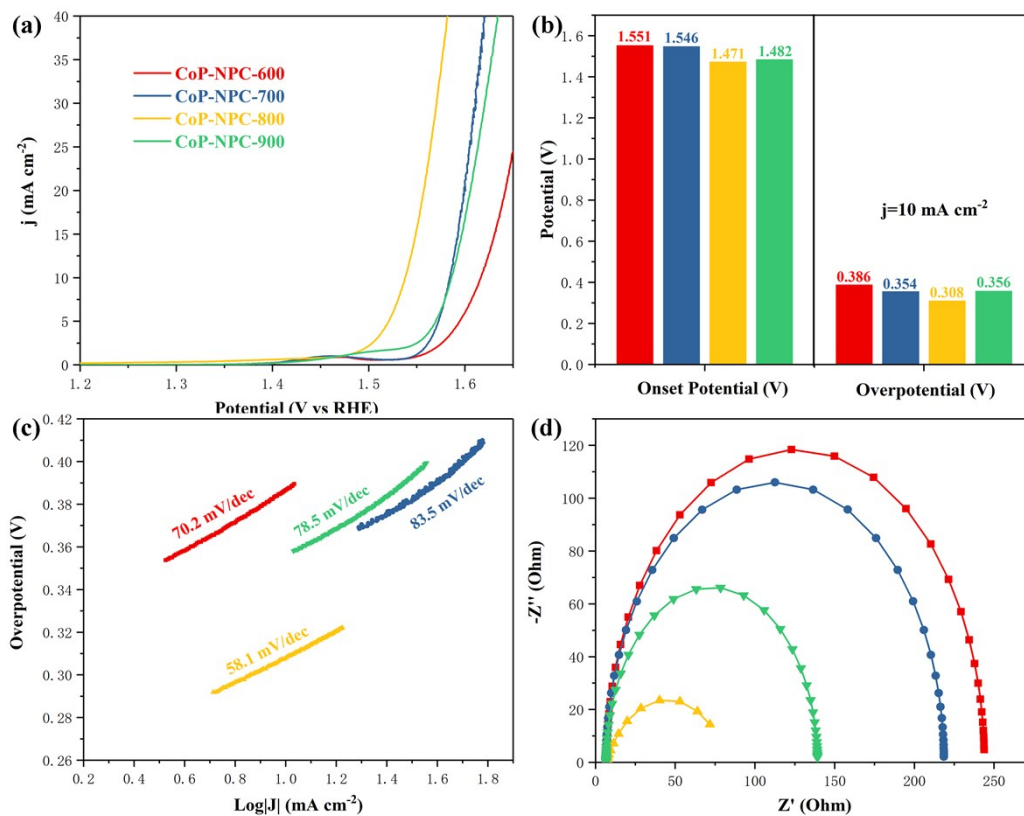 (a)
40
35
30
25
20
15
10
5
0
j (mA cm-2)
CoP-NPC-600
CoP-NPC-700
CoP-NPC-800
CoP-NPC-900
1.2 1.3 1.4 1.5 1.6
Potential (V vs RHE)
(b)
1.6
1.4
1.2
1.0
0.8
0.6
0.4
0.2
0.0
Potential (V)
1.551 1.546 1.471 1.482
j=10 mA cm-2
0.386 0.354 0.308 0.356
Onset Potential (V) Overpotential (V)
(c)
0.42
0.40
0.38
0.36
0.34
0.32
0.30
0.28
0.26
Overpotential (V)
70.2 mV/dec
78.5 mV/dec
83.5 mV/dec
58.1 mV/dec
0.2 0.4 0.6 0.8 1.0 1.2 1.4 1.6 1.8
Log|J| (mA cm-2)
(d)
120
100
80
60
40
20
0
-Z'' (Ohm)
0 50 100 150 200 250
Z' (Ohm)